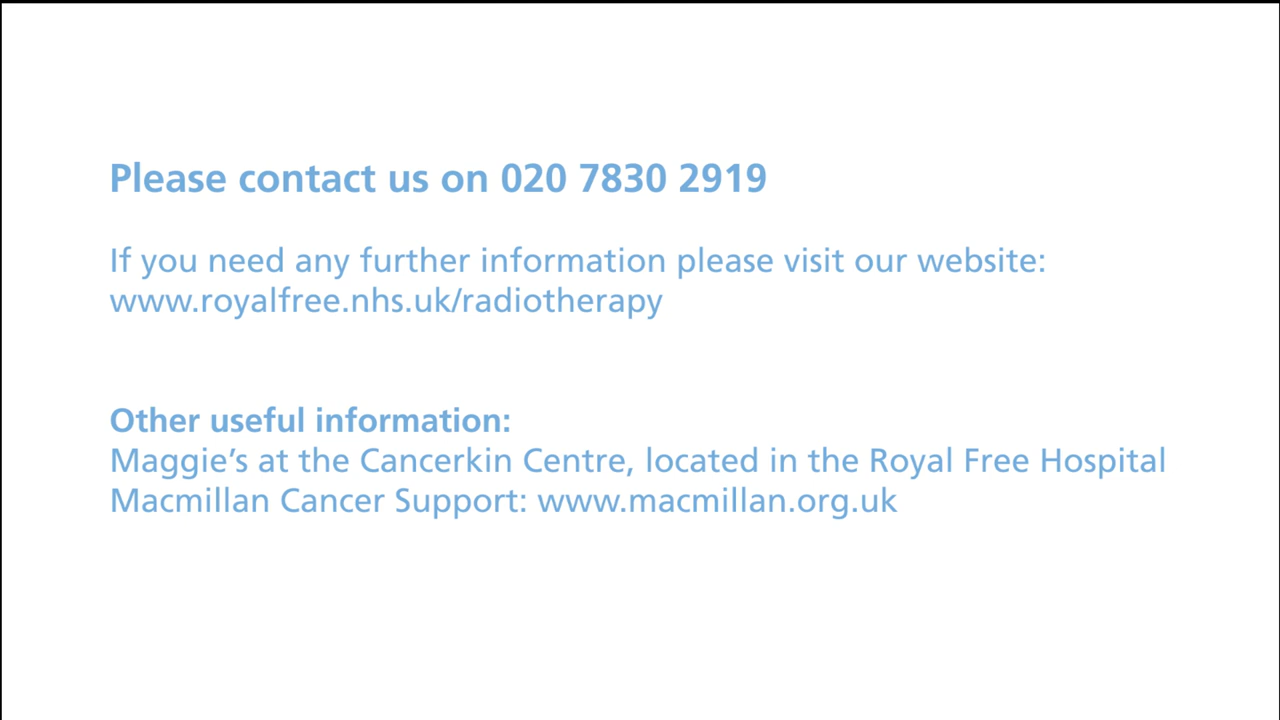 Please contact us on 020 7830 2919
If you need any further information please visit our website:
www.royalfree.nhs.uk/radiotherapy
Other useful information:
Maggie’s at the Cancerkin Centre, located in the Royal Free Hospital
Macmillan Cancer Support: www.macmillan.org.uk